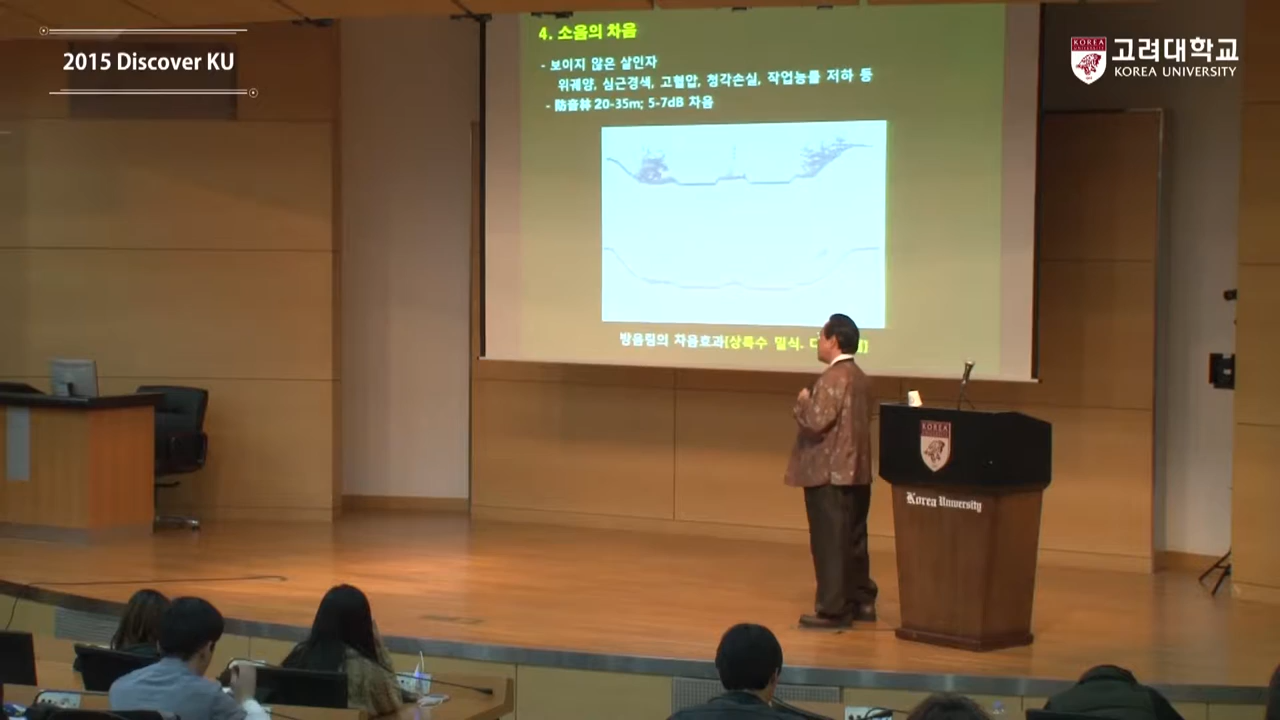 2015 Discover KU
KOREA
고려대학교
KOREA UNIVERSITY
4. 소음의 차음
- 보이지 않은 살인자
위궤양, 심근경색, 고혈압, 청각손실, 작업능률 저하 등
- 防音林 20-35m; 5-7dB 차음
방음림의 차음효과[상록수 밀식.
KOREA
Korea University